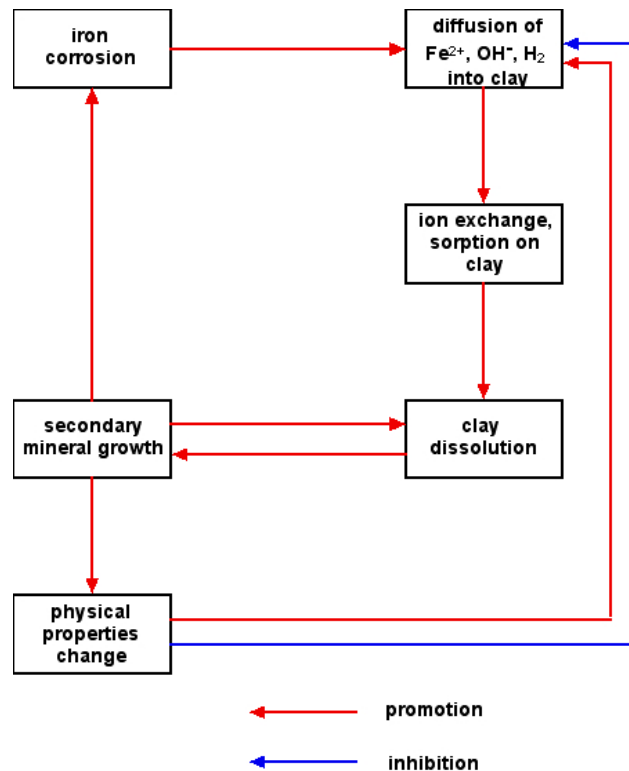 iron
corrosion
diffusion of
Fe²⁺, OH⁻, H₂
into clay
ion exchange,
sorption on
clay
secondary
mineral growth
clay
dissolution
physical
properties
change
promotion
inhibition